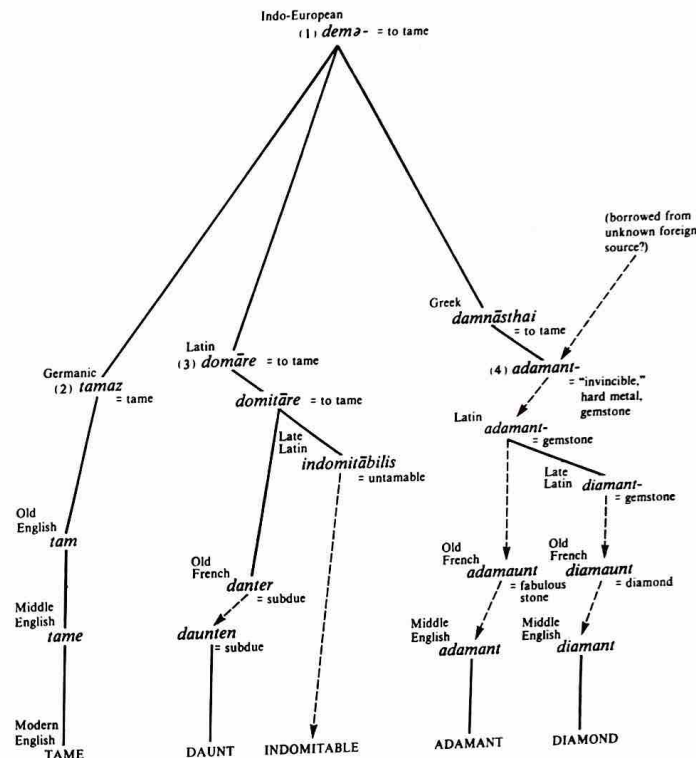 Indo-European
(1) demə- = to tame
(borrowed from
unknown foreign
source?)
Greek
damnāsthai
= to tame
Latin
(3) domāre = to tame
(4) adamant-
= "invincible,"
hard metal,
gemstone
Germanic
(2) tamaz
= tame
domitāre = to tame
Latin
adamant-
= gemstone
Late
Latin
indomitābilis
= untamable
Late
Latin
diamant-
= gemstone
Old
English
tam
Old
French
danter
= subdue
Old
French
adamaunt
= fabulous
stone
Old
French
diamaunt
= diamond
Middle
English
tame
daunten
= subdue
Middle
English
adamant
Middle
English
diamant
Modern
English
TAME
DAUNT
INDOMITABLE
ADAMANT
DIAMOND